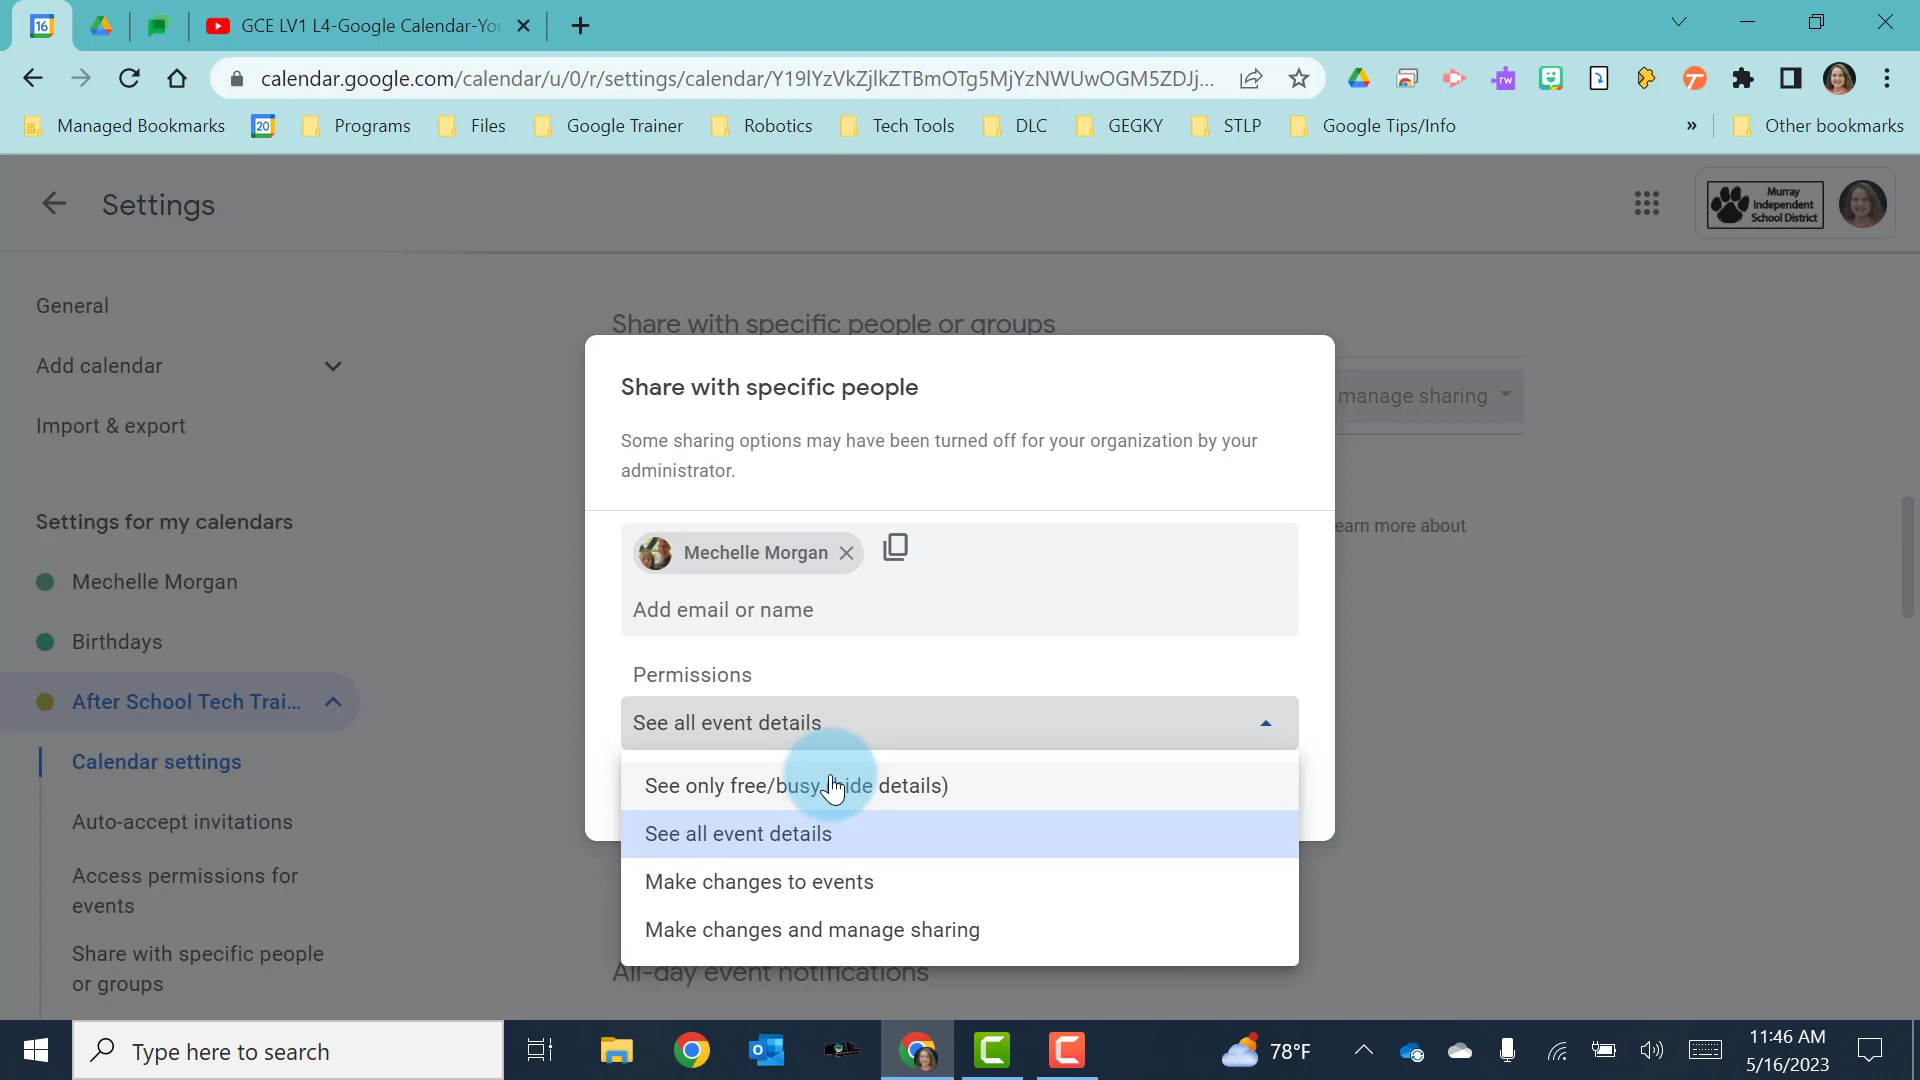 16
GCE LV1 L4-Google Calendar-You
calendar.google.com/calendar/u/0/r/settings/calendar/Y19lYzVkZjlkZTBmOTg5MjYzNWUwOGM5ZDJj...
rw
Managed Bookmarks
20
Programs
Files
Google Trainer
Robotics
Tech Tools
DLC
GEGKY
STLP
Google Tips/Info
»
Other bookmarks
Settings
Murray
Independent
School District
General
Add calendar
Import & export
Settings for my calendars
Mechelle Morgan
Birthdays
After School Tech Trai...
Calendar settings
Auto-accept invitations
Access permissions for
events
Share with specific people
or groups
Share with specific people or groups
manage sharing
earn more about
Share with specific people
Some sharing options may have been turned off for your organization by your
administrator.
Mechelle Morgan
Add email or name
Permissions
See all event details
See only free/busy (hide details)
See all event details
Make changes to events
Make changes and manage sharing
All-day event notifications
Type here to search
78°F
11:46 AM
5/16/2023